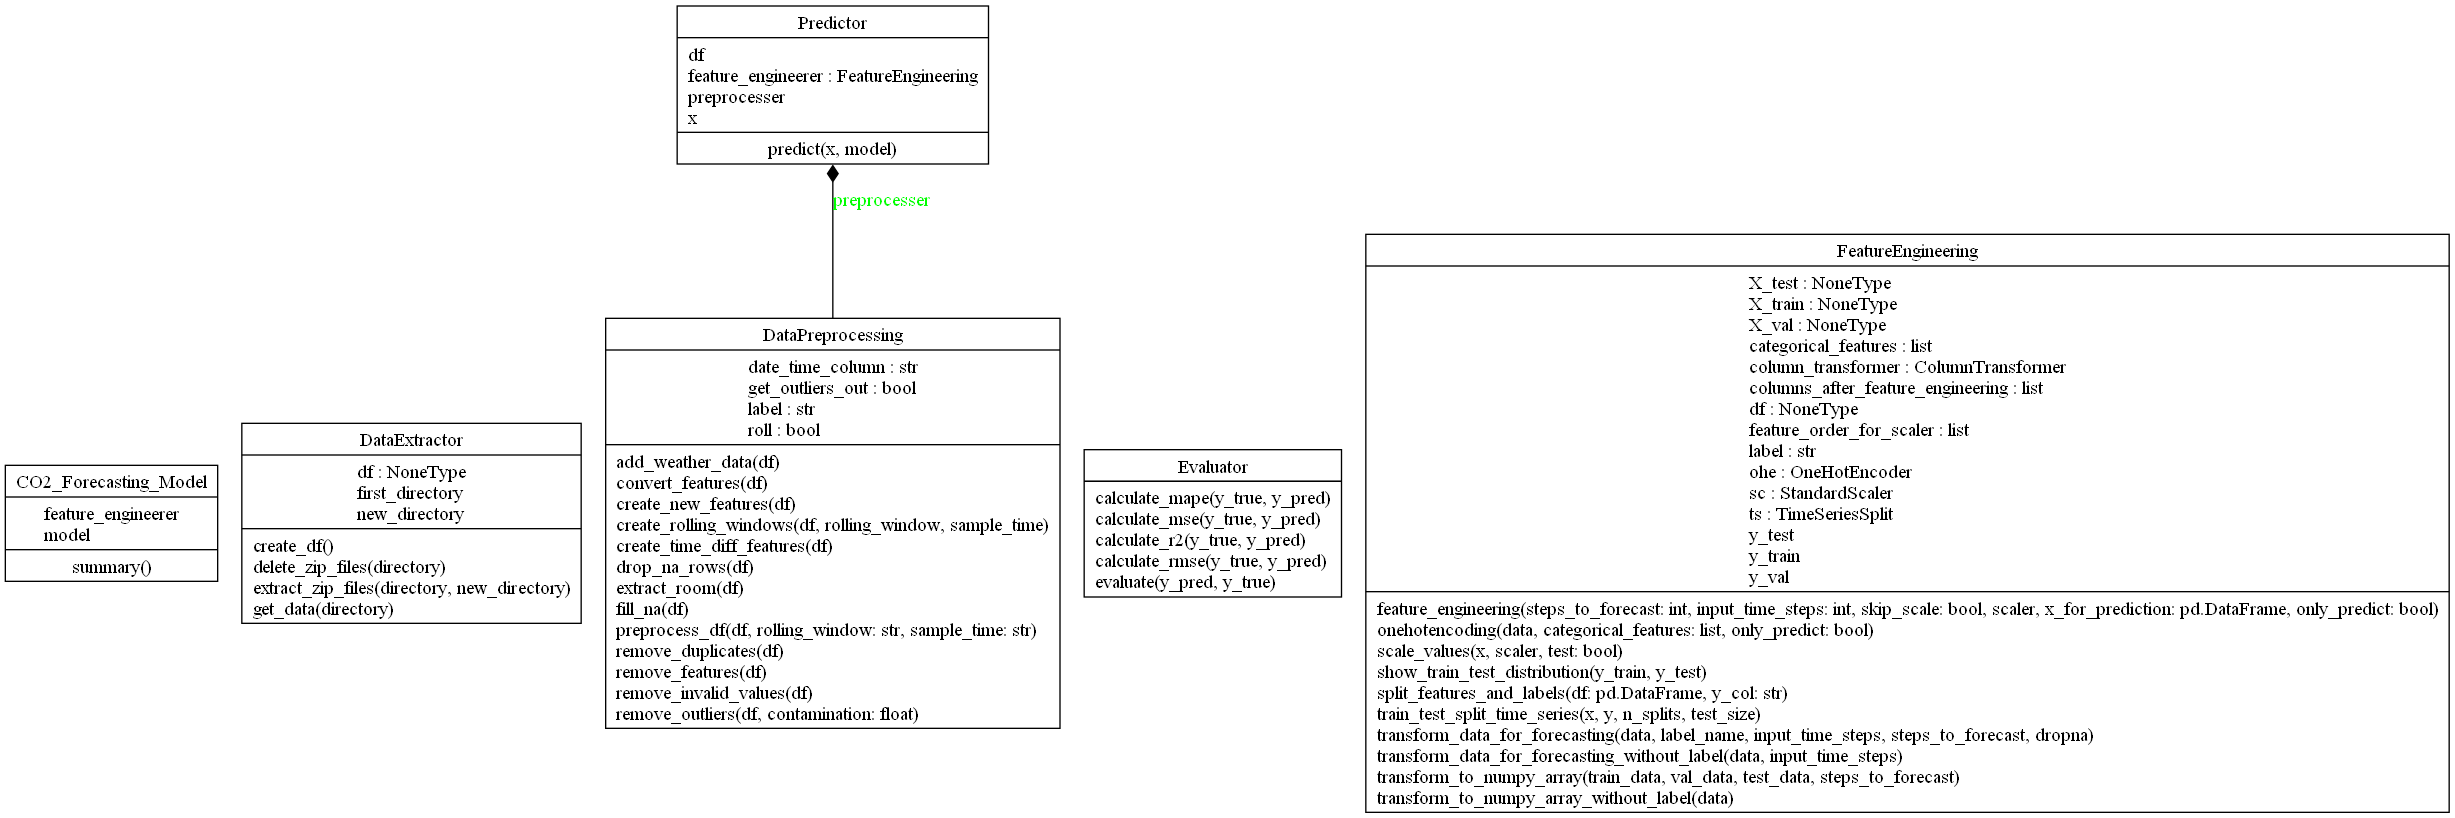 Predictor
df
feature_engineerer : FeatureEngineering
preprocesser
x
predict(x, model)
preprocesser
CO2_Forecasting_Model
feature_engineerer
model
summary()
DataExtractor
df : NoneType
first_directory
new_directory
create_df()
delete_zip_files(directory)
extract_zip_files(directory, new_directory)
get_data(directory)
DataPreprocessing
date_time_column : str
get_outliers_out : bool
label : str
roll : bool
add_weather_data(df)
convert_features(df)
create_new_features(df)
create_rolling_windows(df, rolling_window, sample_time)
create_time_diff_features(df)
drop_na_rows(df)
extract_room(df)
fill_na(df)
preprocess_df(df, rolling_window: str, sample_time: str)
remove_duplicates(df)
remove_features(df)
remove_invalid_values(df)
remove_outliers(df, contamination: float)
Evaluator
calculate_mape(y_true, y_pred)
calculate_mse(y_true, y_pred)
calculate_r2(y_true, y_pred)
calculate_rmse(y_true, y_pred)
evaluate(y_pred, y_true)
FeatureEngineering
X_test : NoneType
X_train : NoneType
X_val : NoneType
categorical_features : list
column_transformer : ColumnTransformer
columns_after_feature_engineering : list
df : NoneType
feature_order_for_scaler : list
label : str
ohe : OneHotEncoder
sc : StandardScaler
ts : TimeSeriesSplit
y_test
y_train
y_val
feature_engineering(steps_to_forecast: int, input_time_steps: int, skip_scale: bool, scaler, x_for_prediction: pd.DataFrame, only_predict: bool)
onehotencoding(data, categorical_features: list, only_predict: bool)
scale_values(x, scaler, test: bool)
show_train_test_distribution(y_train, y_test)
split_features_and_labels(df: pd.DataFrame, y_col: str)
train_test_split_time_series(x, y, n_splits, test_size)
transform_data_for_forecasting(data, label_name, input_time_steps, steps_to_forecast, dropna)
transform_data_for_forecasting_without_label(data, input_time_steps)
transform_to_numpy_array(train_data, val_data, test_data, steps_to_forecast)
transform_to_numpy_array_without_label(data)